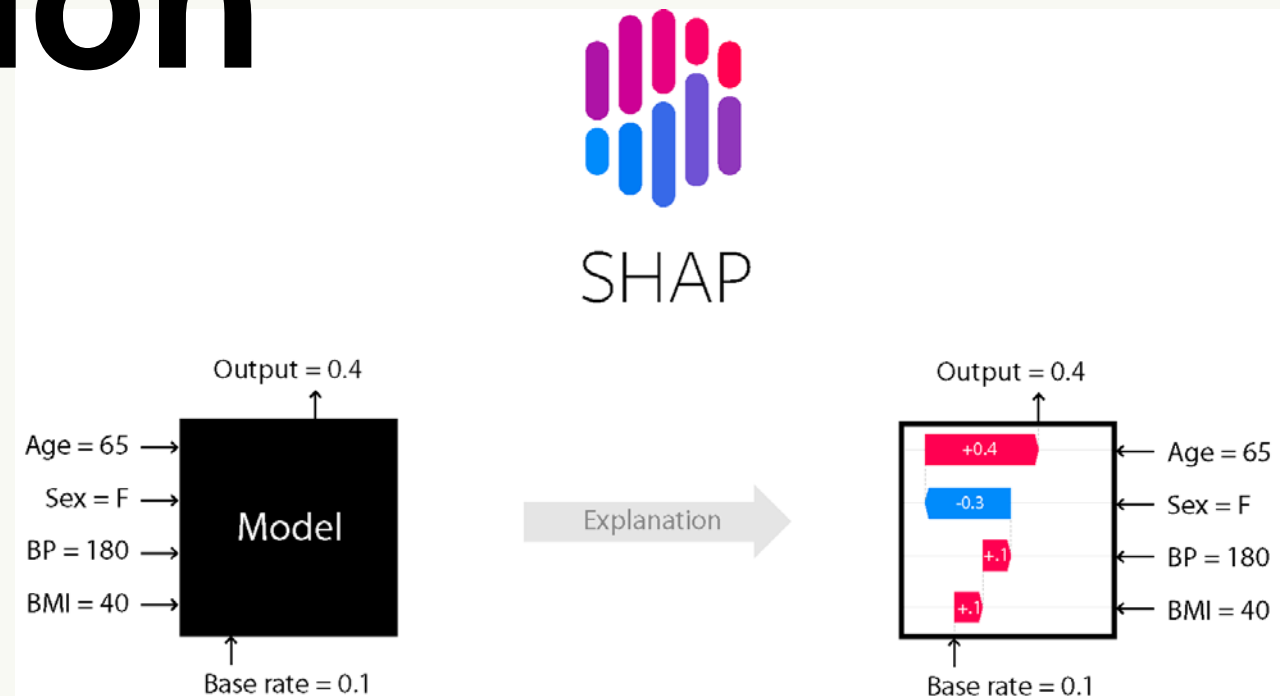 SHAP
Output = 0.4
Age = 65
Sex = F
BP = 180
BMI = 40
Model
Base rate = 0.1
Explanation
Output = 0.4
+0.4
-0.3
+.1
+.1
Age = 65
Sex = F
BP = 180
BMI = 40
Base rate = 0.1